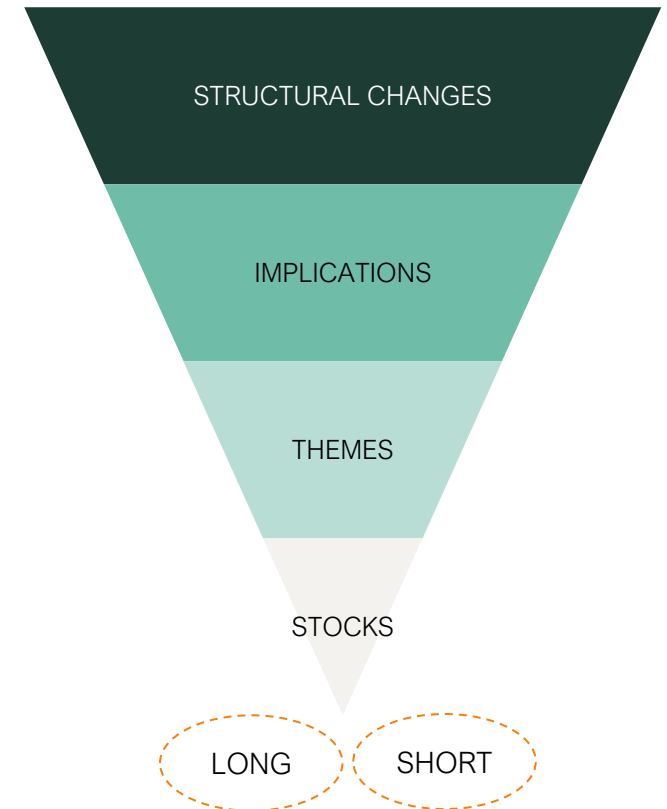 STRUCTURAL CHANGES
IMPLICATIONS
THEMES
STOCKS
LONG
SHORT